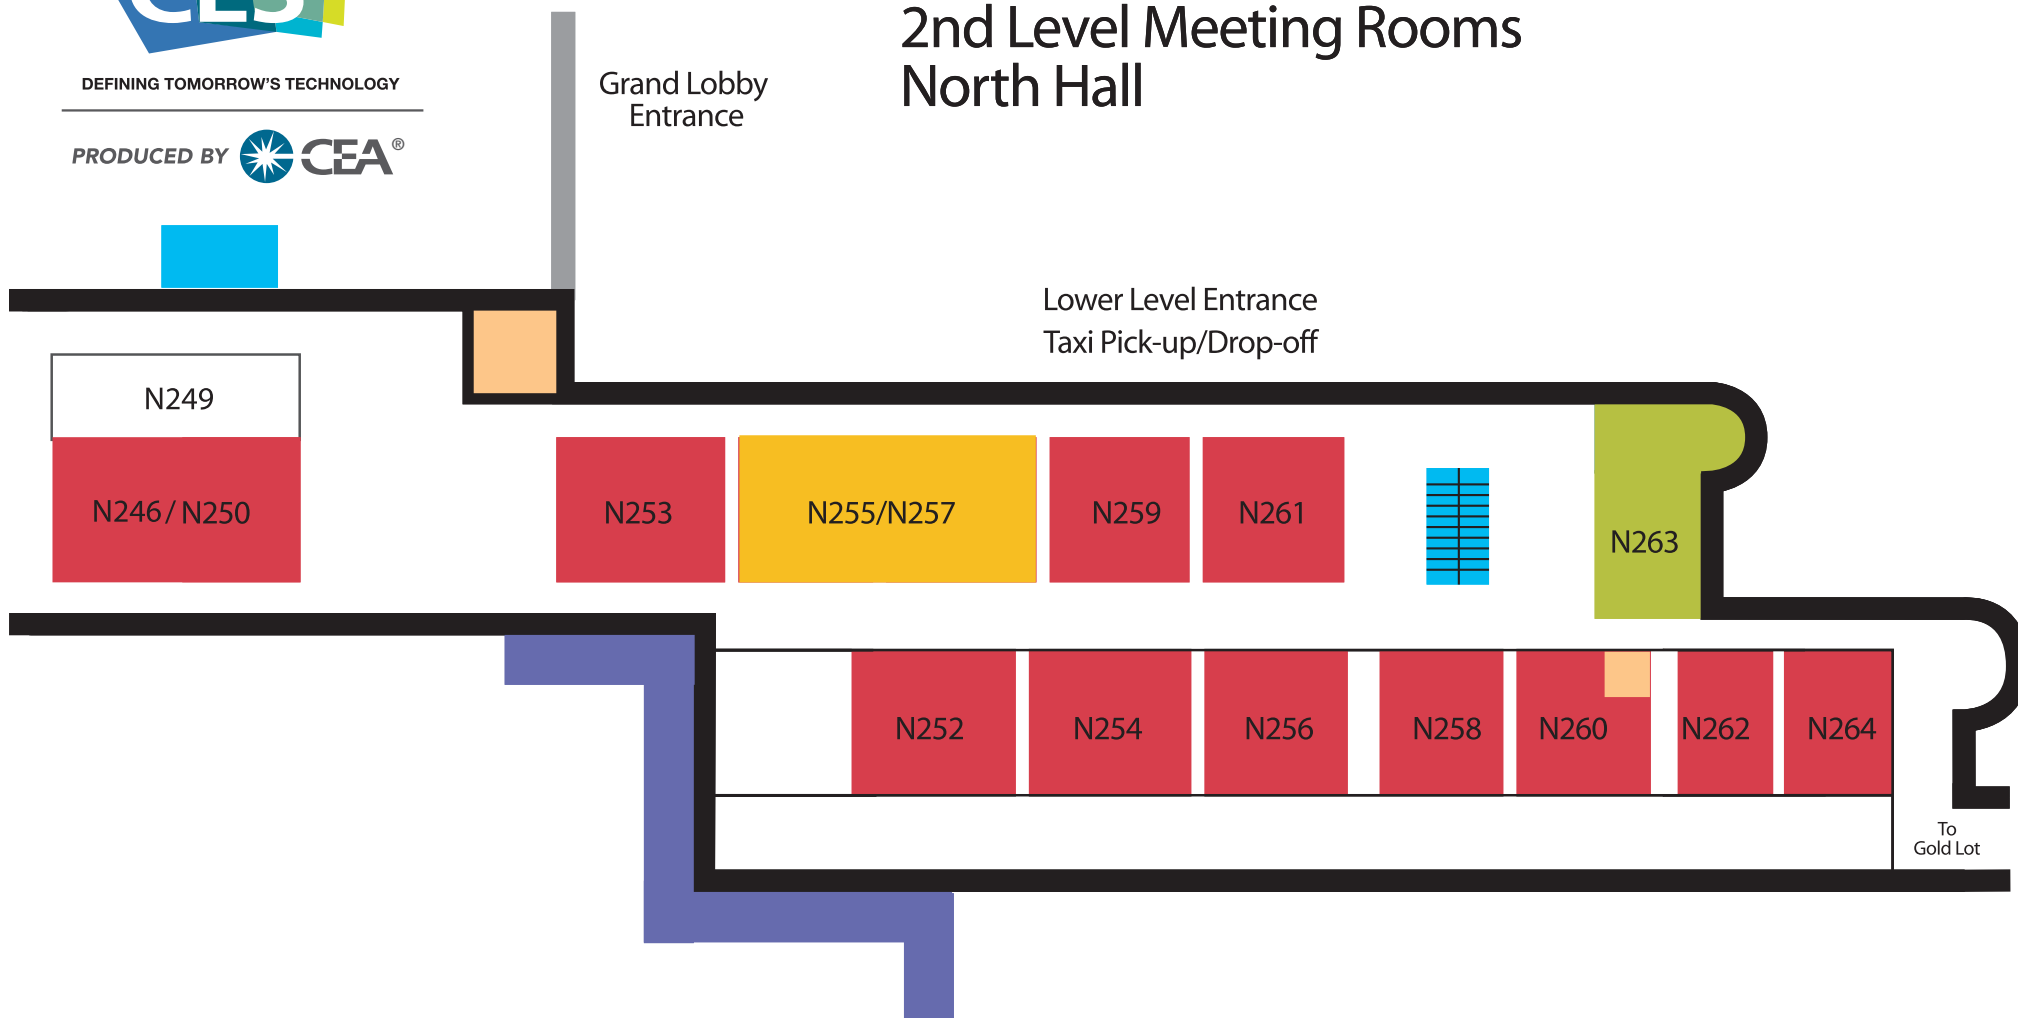 CES
DEFINING TOMORROW'S TECHNOLOGY
PRODUCED BY CEA®
2nd Level Meeting Rooms
North Hall
Grand Lobby
Entrance
Lower Level Entrance
Taxi Pick-up/Drop-off
N249
N246/N250
N253
N255/N257
N259
N261
N263
N252
N254
N256
N258
N260
N262
N264
To
Gold Lot